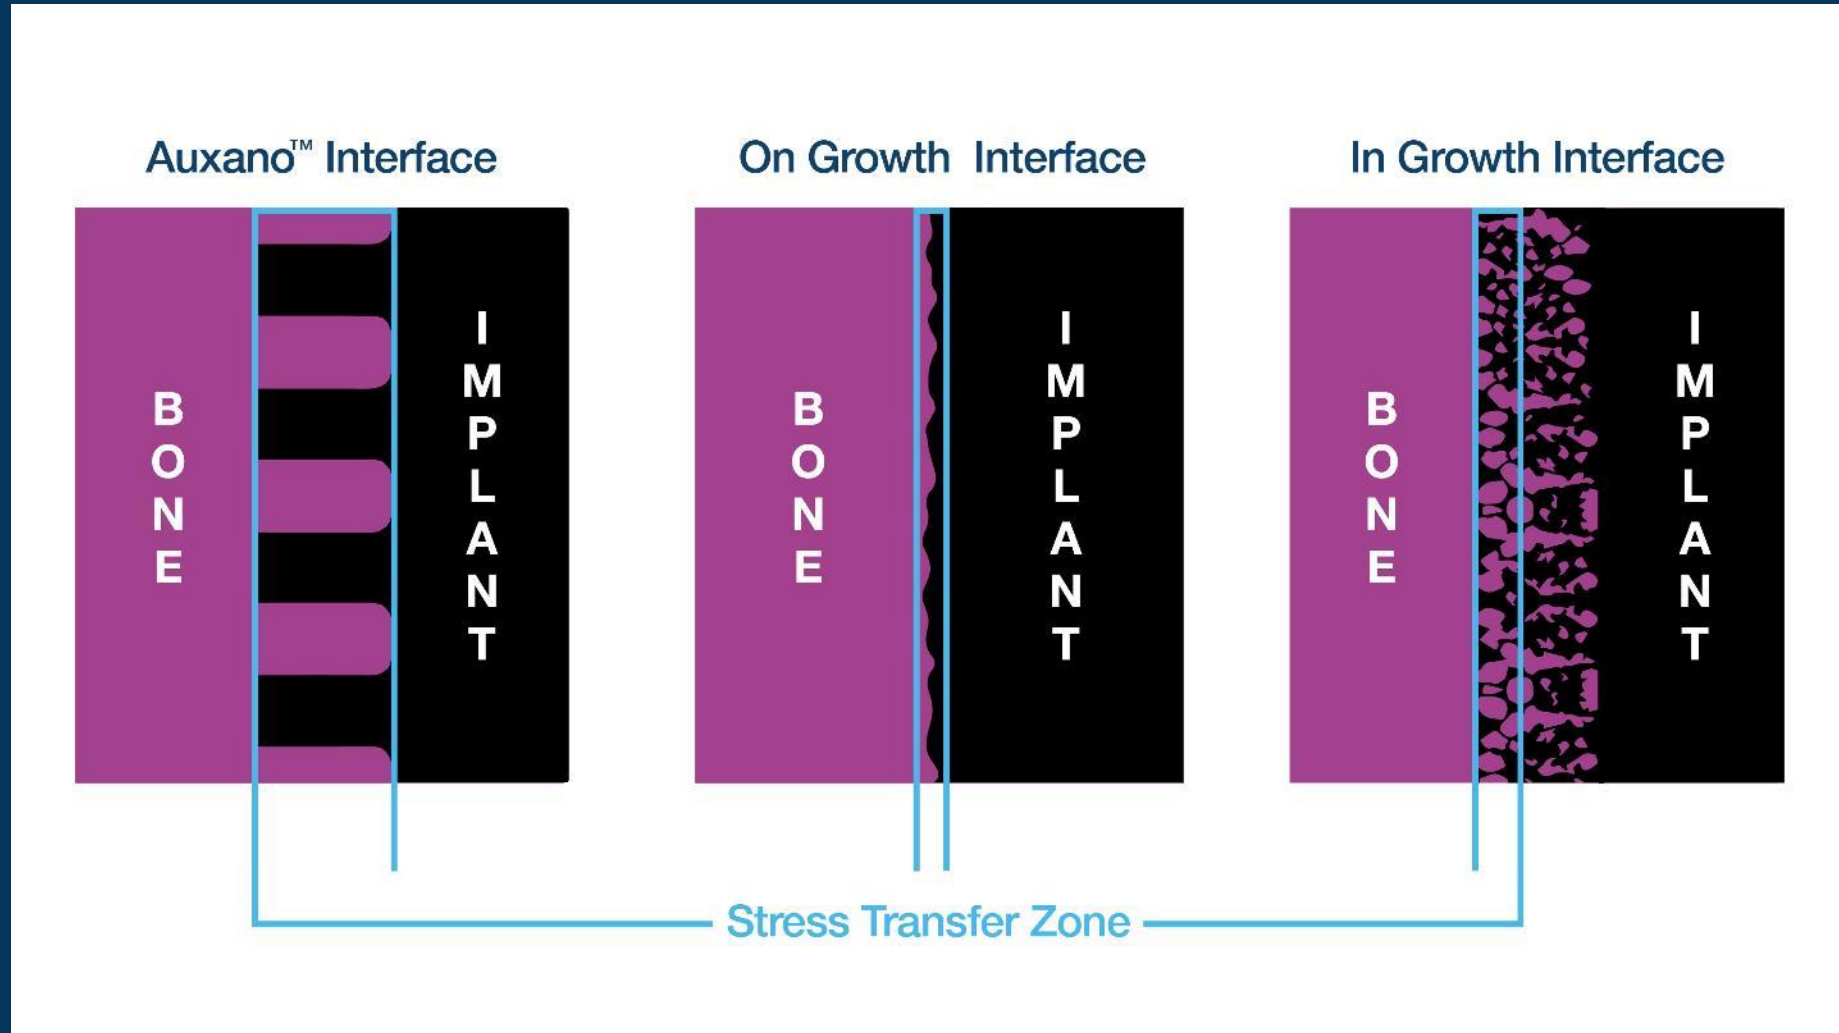 Auxano™ Interface
On Growth Interface
In Growth Interface
BONE
IMPLANT
BONE
IMPLANT
BONE
IMPLANT
Stress Transfer Zone